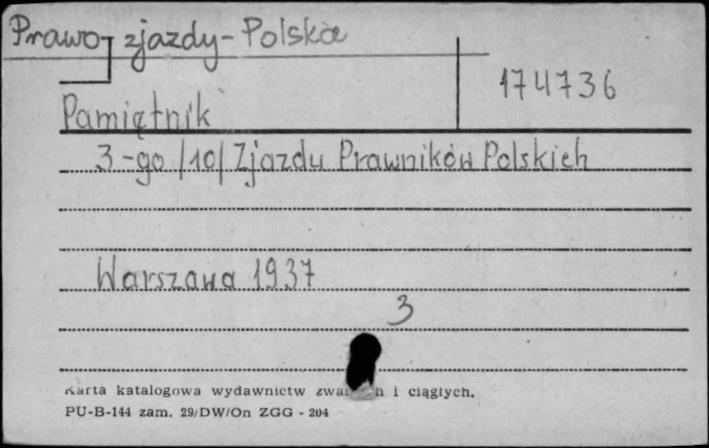 Prawo-zjazdy-Polska
174736
Pamiętnik
3-go /10/ Zjazdu Prawników Polskich
Warszawa 1937
3
Karta katalogowa wydawnictw i ciągłych.
PU-B-144 zam. 29/DW/On ZGG - 204